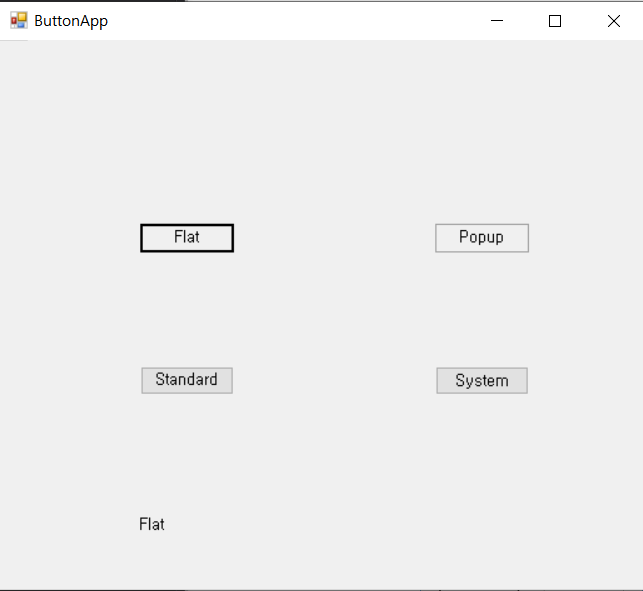 ButtonApp
Flat Popup
Standard System
Flat